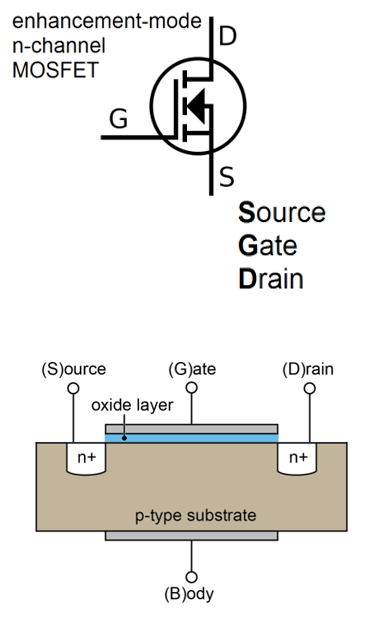 enhancement-mode
n-channel
MOSFET
D
G
S
Source
Gate
Drain
(S)ource
(G)ate
(D)rain
oxide layer
n+
n+
p-type substrate
(B)ody